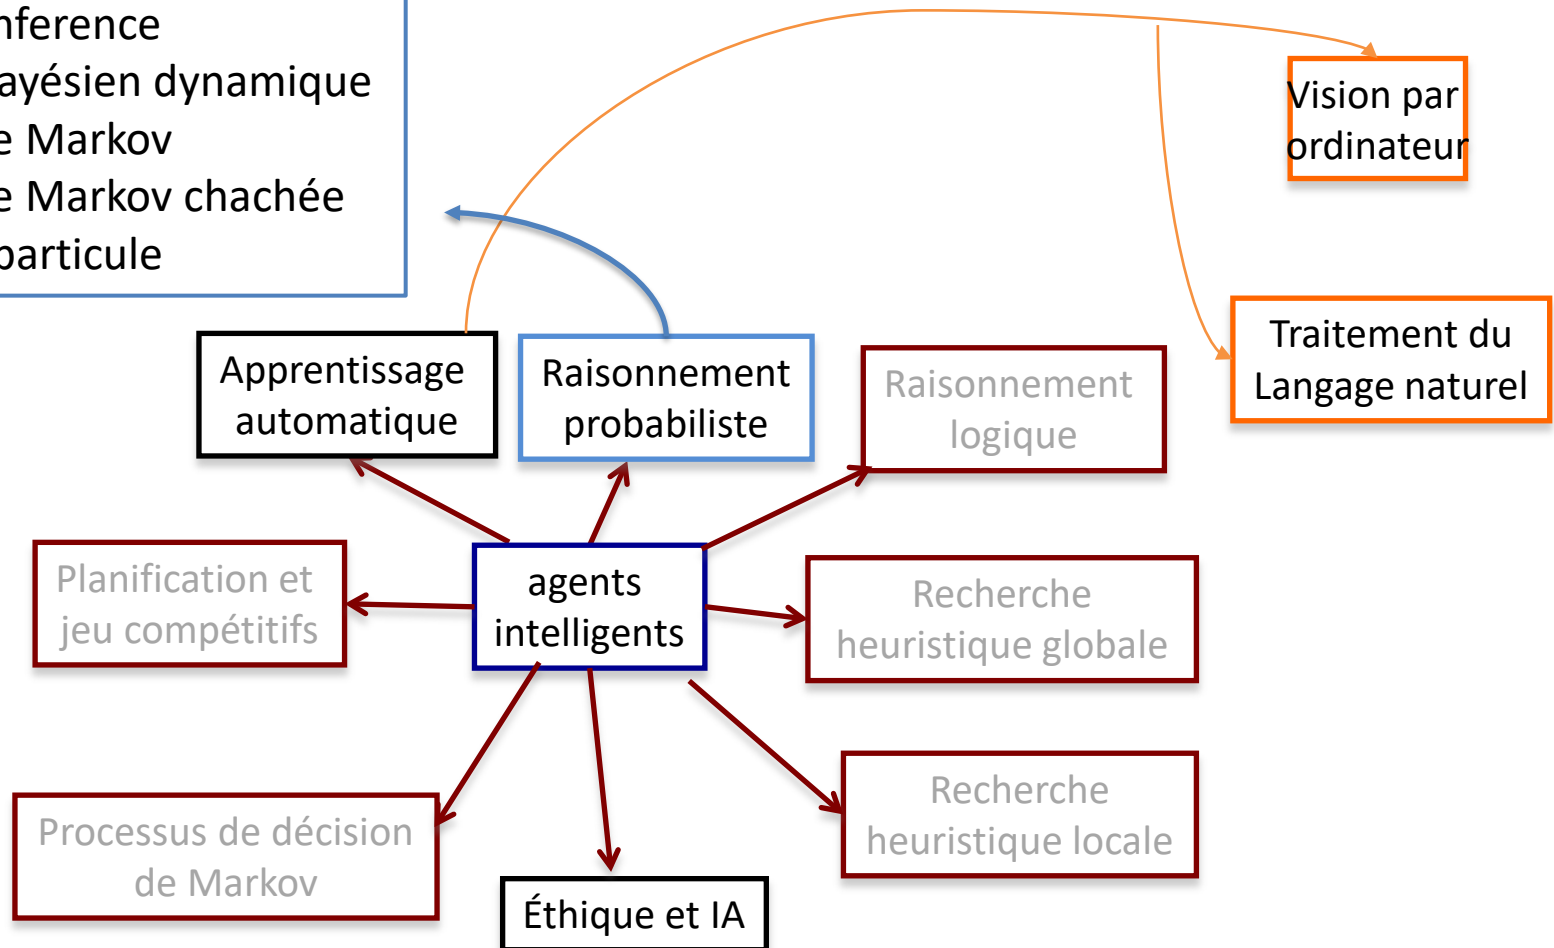 nference
ayésien dynamique
e Markov
e Markov chachée
particule
Vision par
ordinateur
Traitement du
Langage naturel
Apprentissage
automatique
Raisonnement
probabiliste
Raisonnement
logique
Planification et
jeu compétitifs
agents
intelligents
Recherche
heuristique globale
Processus de décision
de Markov
Recherche
heuristique locale
Éthique et IA